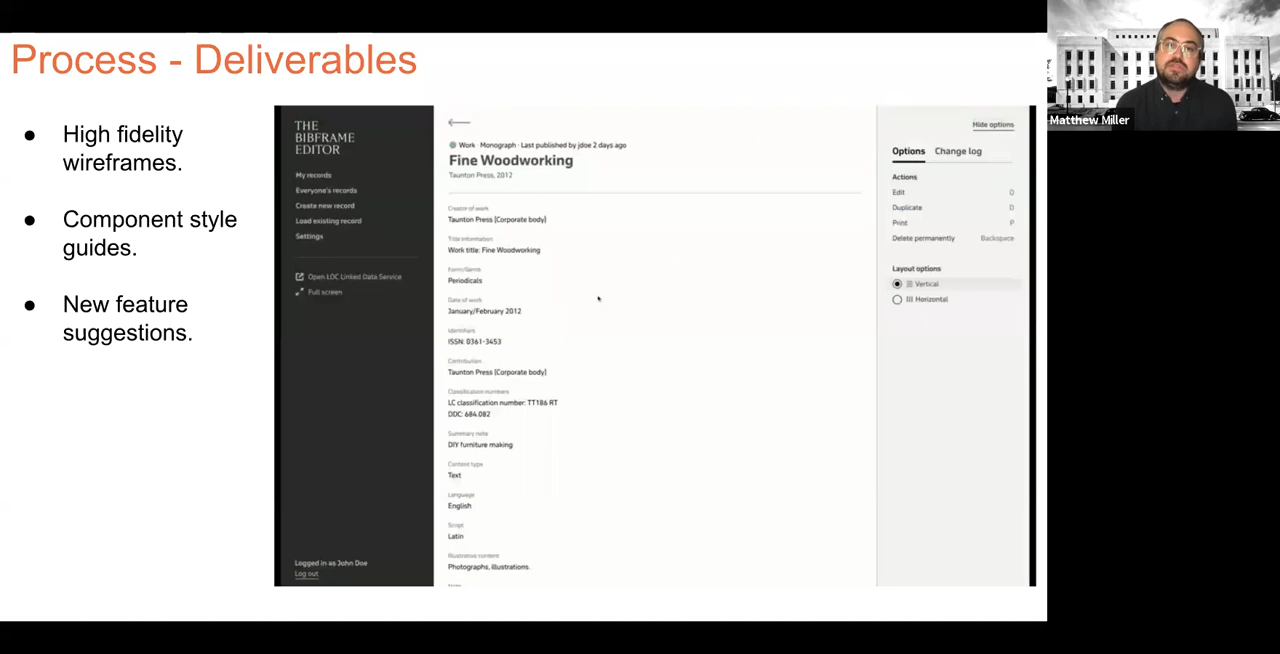 Process - Deliverables
● High fidelity
wireframes.
● Component style
guides.
● New feature
suggestions.
THE
BIBFRAME
EDITOR
My records
Everyone's records
Create new record
Load existing record
Settings
Open LOC Linked Data Service
Full screen
Logged in as John Doe
Log out
Work · Monograph · Last published by jdoe 2 days ago
Fine Woodworking
Taunton Press, 2012
Creator of work
Taunton Press (Corporate body)
Title information
Work title: Fine Woodworking
Form/Genre
Periodicals
Date of work
January/February 2012
Identifiers
ISSN: 0361-3453
Contribution
Taunton Press (Corporate body)
Classification numbers
LC classification number: TT186 RT
DDC: 684.082
Summary note
DIY furniture making
Content type
Text
Language
English
Script
Latin
Illustrative content
Photographs, illustrations.
Hide options
Options Change log
Actions
Edit
Duplicate D
Print P
Delete permanently Backspace
Layout options
Vertical
Horizontal
Matthew Miller